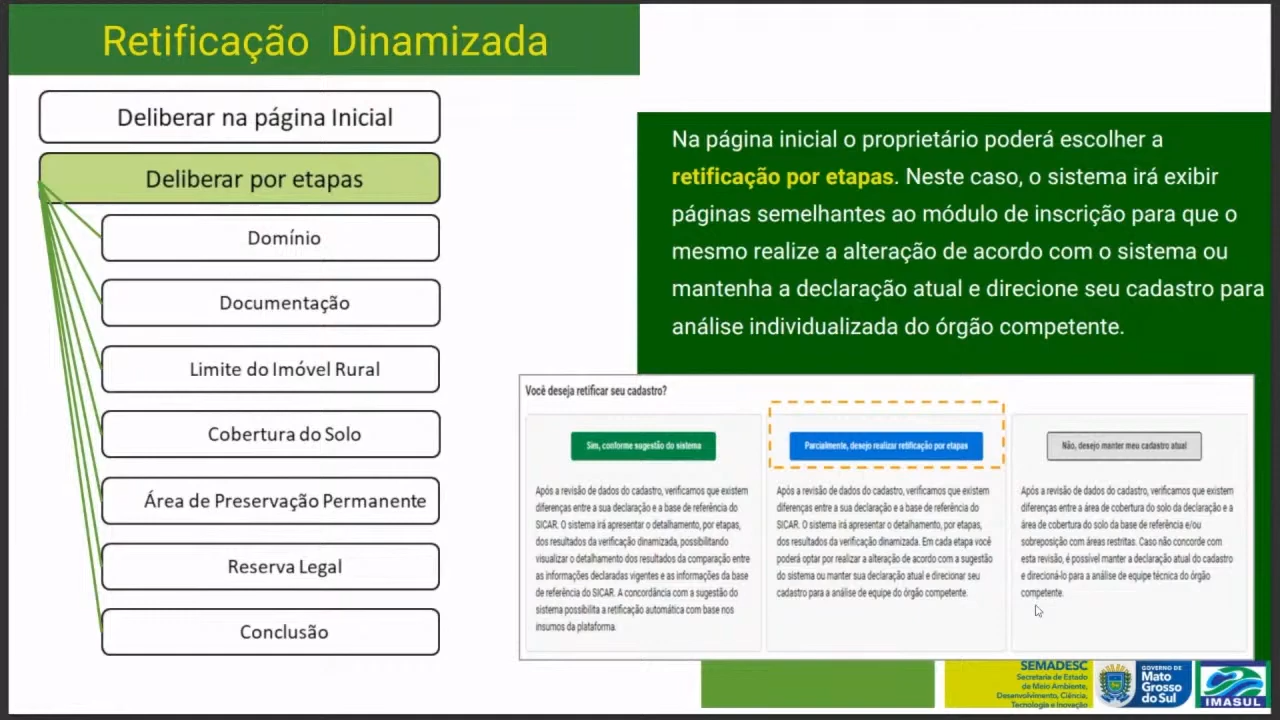 Retificação Dinamizada
Deliberar na página Inicial
Deliberar por etapas
Domínio
Documentação
Limite do Imóvel Rural
Cobertura do Solo
Área de Preservação Permanente
Reserva Legal
Conclusão
Na página inicial o proprietário poderá escolher a
retificação por etapas. Neste caso, o sistema irá exibir
páginas semelhantes ao módulo de inscrição para que o
mesmo realize a alteração de acordo com o sistema ou
mantenha a declaração atual e direcione seu cadastro para
análise individualizada do órgão competente.
Você deseja retificar seu cadastro?
Sim, conforme sugestão do sistema
Após a revisão de dados do cadastro, verificamos que existem
diferenças entre a sua declaração e a base de referência do
SICAR. O sistema irá apresentar o detalhamento, por etapas,
dos resultados da verificação dinamizada, possibilitando
visualizar o detalhamento dos resultados da comparação entre
as informações declaradas vigentes e as informações da base
de referência do SICAR. A concordância com a sugestão do
sistema possibilita a retificação automática com base nos
insumos da plataforma.
Parcialmente, desejo realizar retificação por etapas
Após a revisão de dados do cadastro, verificamos que existem
diferenças entre a sua declaração e a base de referência do
SICAR. O sistema irá apresentar o detalhamento, por etapas,
dos resultados da verificação dinamizada. Em cada etapa você
poderá optar por realizar a alteração de acordo com a sugestão
do sistema ou manter sua declaração atual e direcionar seu
cadastro para a análise de equipe do órgão competente.
Não, desejo manter meu cadastro atual
Após a revisão de dados do cadastro, verificamos que existem
diferenças entre a área de cobertura do solo da declaração e a
área de cobertura do solo da base de referência e/ou
sobreposição com áreas restritas. Caso não concorde com
esta revisão, é possível manter a declaração atual do cadastro
e direcioná-lo para a análise de equipe técnica do órgão
competente.
SEMADESC
Secretaria de Estado
de Meio Ambiente,
Desenvolvimento, Ciência,
Tecnologia e Inovação
GOVERNO DE
Mato
Grosso
do Sul
IMASUL